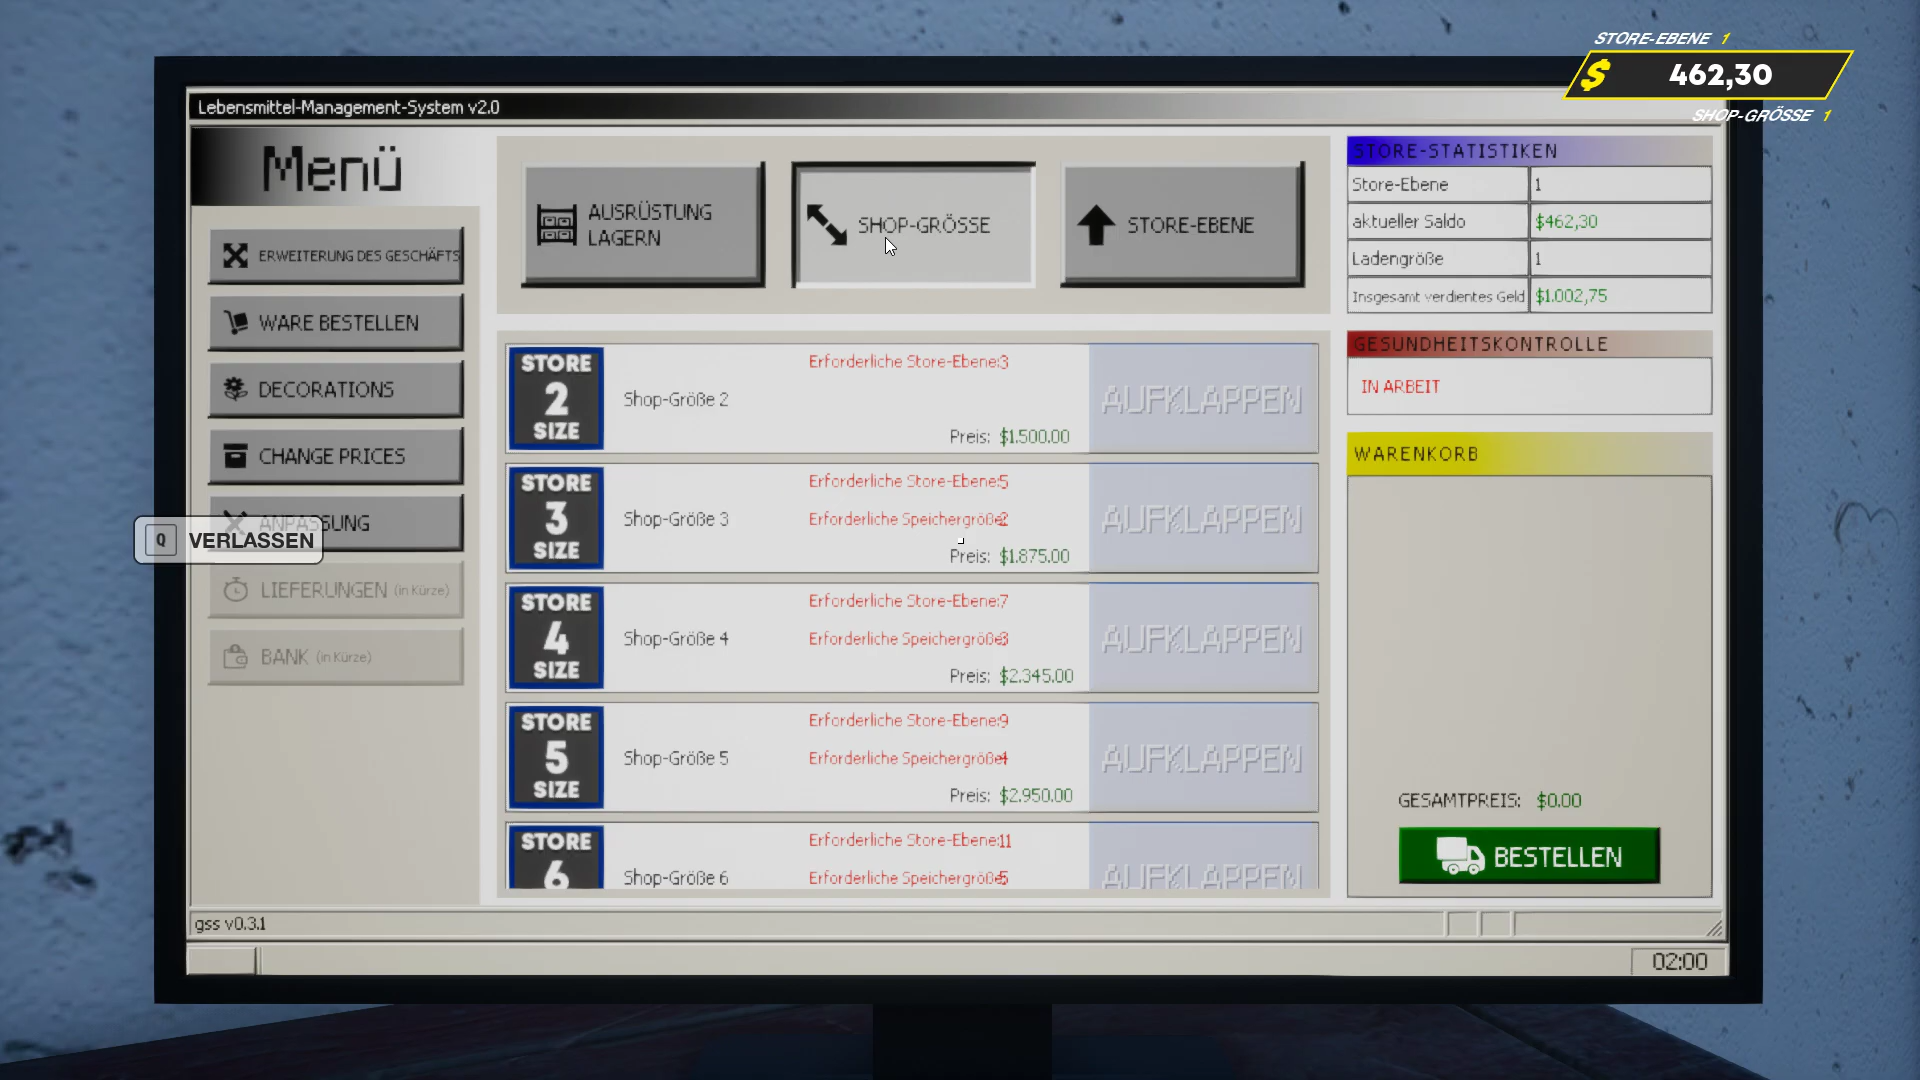 STORE-EBENE 1
$ 462,30
SHOP-GRÖSSE 1
Lebensmittel-Management-System v2.0
Menü
ERWEITERUNG DES GESCHÄFTS
WARE BESTELLEN
DECORATIONS
CHANGE PRICES
ANPASSUNG
Q VERLASSEN
LIEFERUNGEN (in Kürze)
BANK (in Kürze)
AUSRÜSTUNG
LAGERN
SHOP-GRÖSSE
STORE-EBENE
STORE
2
SIZE
Shop-Größe 2
Erforderliche Store-Ebene:3
Preis: $1.500.00
AUFKLAPPEN
STORE
3
SIZE
Shop-Größe 3
Erforderliche Store-Ebene:5
Erforderliche Speichergröße2
Preis: $1.875.00
AUFKLAPPEN
STORE
4
SIZE
Shop-Größe 4
Erforderliche Store-Ebene:7
Erforderliche Speichergröße3
Preis: $2.345.00
AUFKLAPPEN
STORE
5
SIZE
Shop-Größe 5
Erforderliche Store-Ebene:9
Erforderliche Speichergröße4
Preis: $2.950.00
AUFKLAPPEN
STORE
6
Shop-Größe 6
Erforderliche Store-Ebene:11
Erforderliche Speichergröße5
AUFKLAPPEN
STORE-STATISTIKEN
Store-Ebene 1
aktueller Saldo $462,30
Ladengröße 1
Insgesamt verdientes Geld $1.002,75
GESUNDHEITSKONTROLLE
IN ARBEIT
WARENKORB
GESAMTPREIS: $0.00
BESTELLEN
gss v0.3.1
02:00